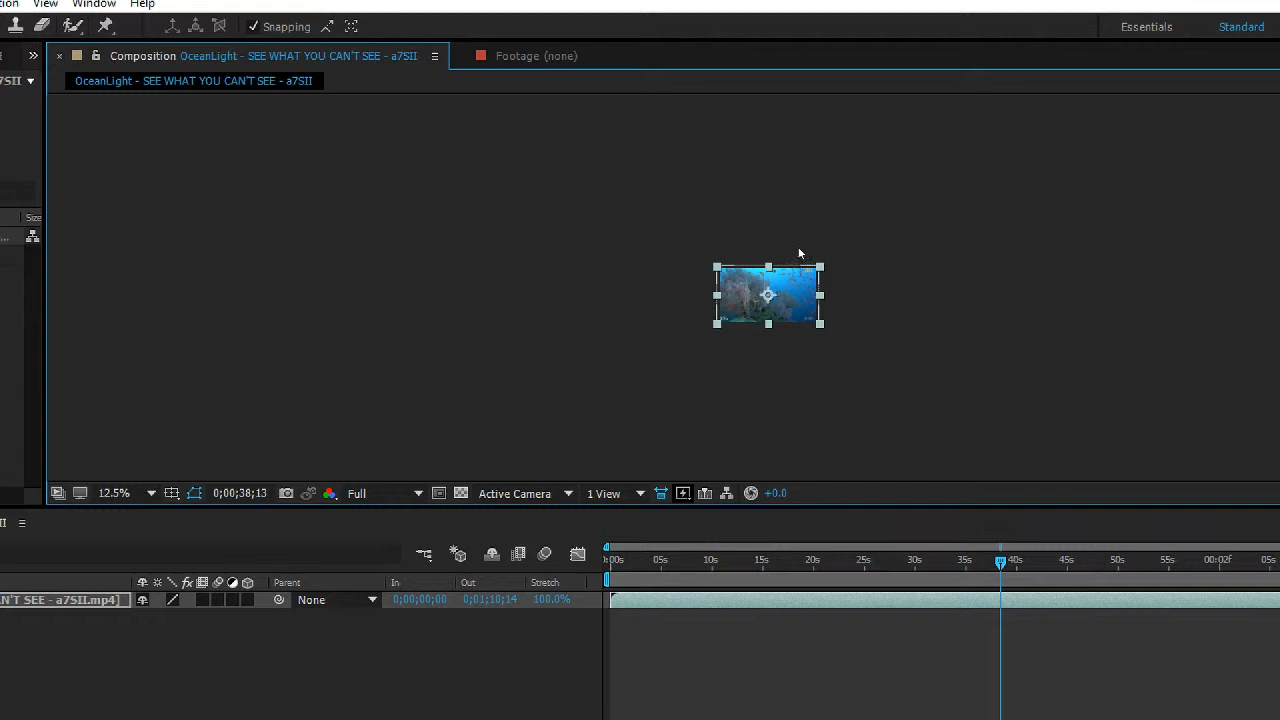 tion View Window Help
Snapping Essentials Standard
Composition OceanLight - SEE WHAT YOU CAN'T SEE - a7SII Footage (none)
7SII OceanLight - SEE WHAT YOU CAN'T SEE - a7SII
Size
...
12.5% 0;00;38;13 Full Active Camera 1 View +0.0
II
:00s 05s 10s 15s 20s 25s 30s 35s 40s 45s 50s 55s 00:02f 05s
Parent In Out Stretch
N'T SEE - a7SII.mp4] None 0;00;00;00 0;01;10;14 100.0%